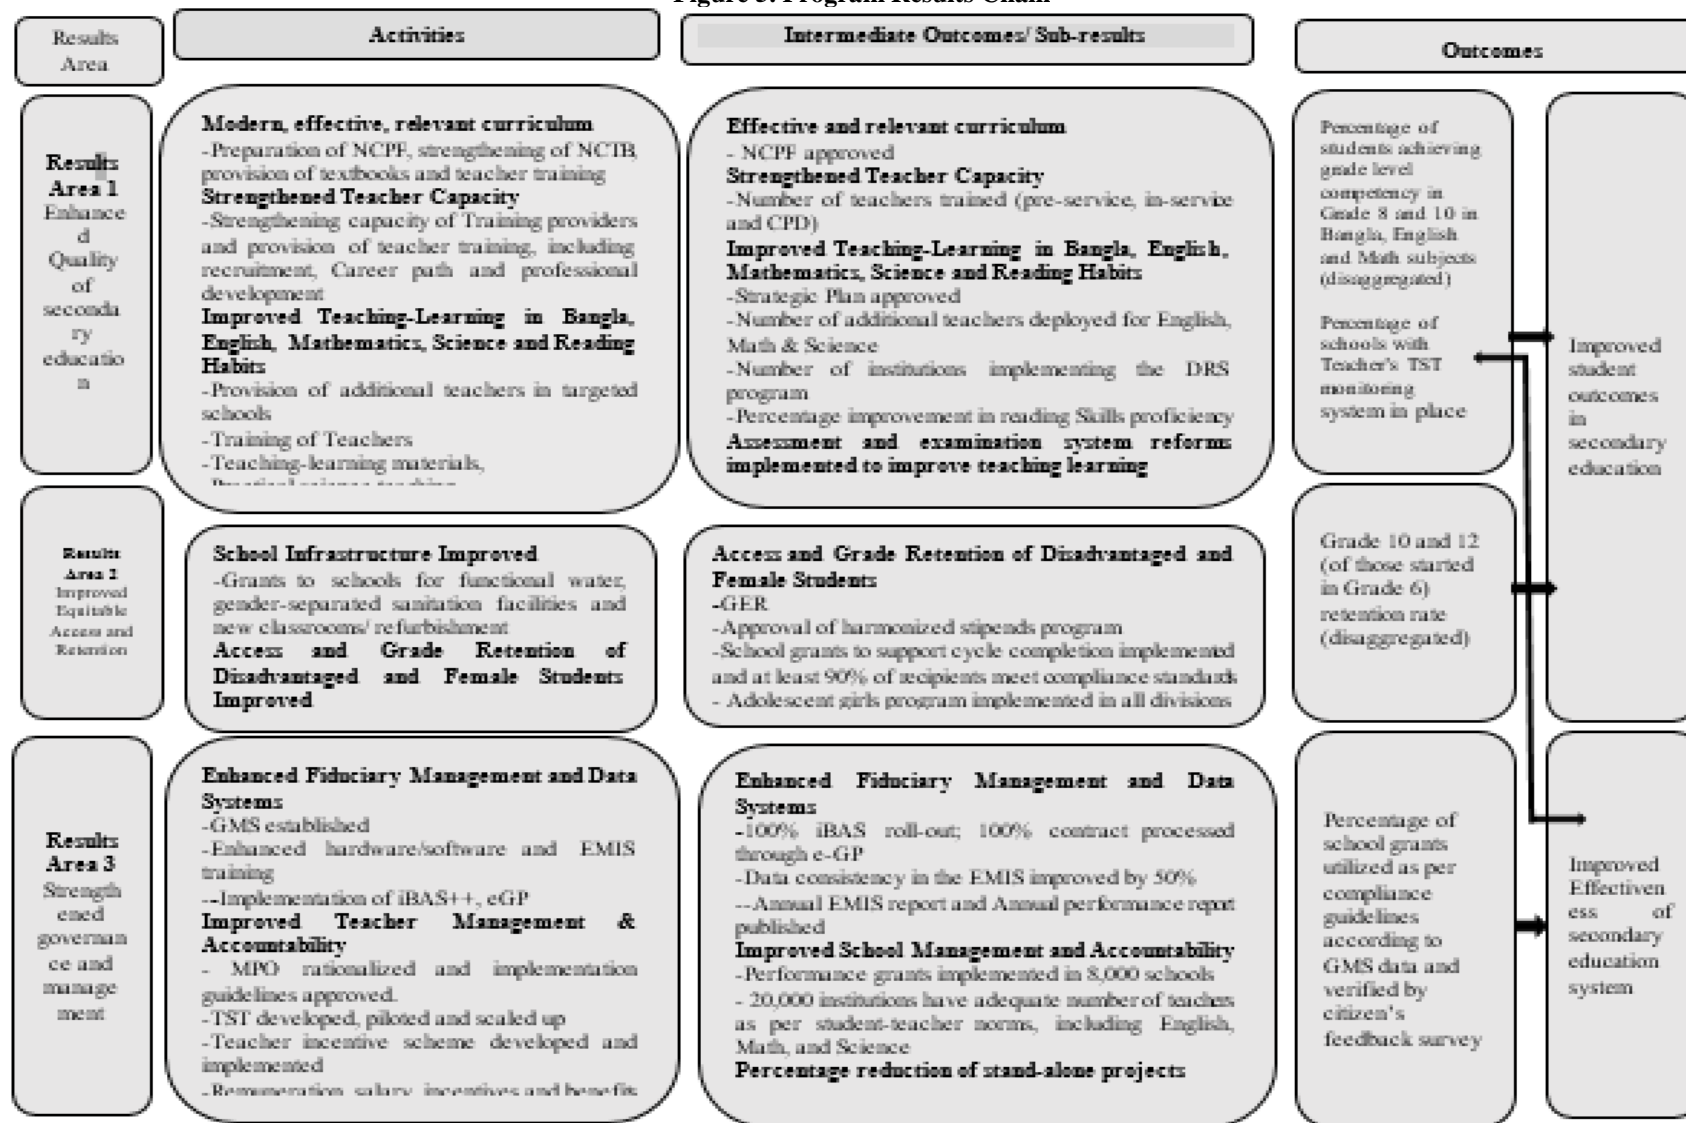 Figure 3. Program Results Chain
Results
Area
Activities
Intermediate Outcomes/ Sub-results
Outcomes
Results
Area 1
Enhance
d
Quality
of
seconda
ry
educatio
n
Modern, effective, relevant curriculum
-Preparation of NCPF, strengthening of NCTB,
provision of textbooks and teacher training
Strengthened Teacher Capacity
-Strengthening capacity of Training providers
and provision of teacher training, including
recruitment, Career path and professional
development
Improved Teaching-Learning in Bangla,
English, Mathematics, Science and Reading
Habits
-Provision of additional teachers in targeted
schools
-Training of Teachers
-Teaching-learning materials,
-Practical science teaching
Effective and relevant curriculum
- NCPF approved
Strengthened Teacher Capacity
-Number of teachers trained (pre-service, in-service
and CPD)
Improved Teaching-Learning in Bangla, English,
Mathematics, Science and Reading Habits
-Strategic Plan approved
-Number of additional teachers deployed for English,
Math & Science
-Number of institutions implementing the DRS
program
-Percentage improvement in reading Skills proficiency
Assessment and examination system reforms
implemented to improve teaching learning
Percentage of
students achieving
grade level
competency in
Grade 8 and 10 in
Bangla, English
and Math subjects
(disaggregated)
Percentage of
schools with
Teacher's TST
monitoring
system in place
Improved
student
outcomes
in
secondary
education
Results
Area 2
Improved
Equitable
Access and
Retention
School Infrastructure Improved
-Grants to schools for functional water,
gender-separated sanitation facilities and
new classrooms/ refurbishment
Access and Grade Retention of
Disadvantaged and Female Students
Improved
Access and Grade Retention of Disadvantaged and
Female Students
-GER
-Approval of harmonized stipends program
-School grants to support cycle completion implemented
and at least 90% of recipients meet compliance standards
- Adolescent girls program implemented in all divisions
Grade 10 and 12
(of those started
in Grade 6)
retention rate
(disaggregated)
Results
Area 3
Strength
ened
governan
ce and
manage
ment
Enhanced Fiduciary Management and Data
Systems
-GMS established
-Enhanced hardware/software and EMIS
training
--Implementation of iBAS++, eGP
Improved Teacher Management &
Accountability
- MPO rationalized and implementation
guidelines approved.
-TST developed, piloted and scaled up
-Teacher incentive scheme developed and
implemented
-Remuneration, salary, incentives and benefits
Enhanced Fiduciary Management and Data
Systems
-100% iBAS roll-out; 100% contract processed
through e-GP
-Data consistency in the EMIS improved by 50%
--Annual EMIS report and Annual performance report
published
Improved School Management and Accountability
-Performance grants implemented in 8,000 schools
- 20,000 institutions have adequate number of teachers
as per student-teacher norms, including English,
Math, and Science
Percentage reduction of stand-alone projects
Percentage of
school grants
utilized as per
compliance
guidelines
according to
GMS data and
verified by
citizen's
feedback survey
Improved
Effectiven
ess of
secondary
education
system